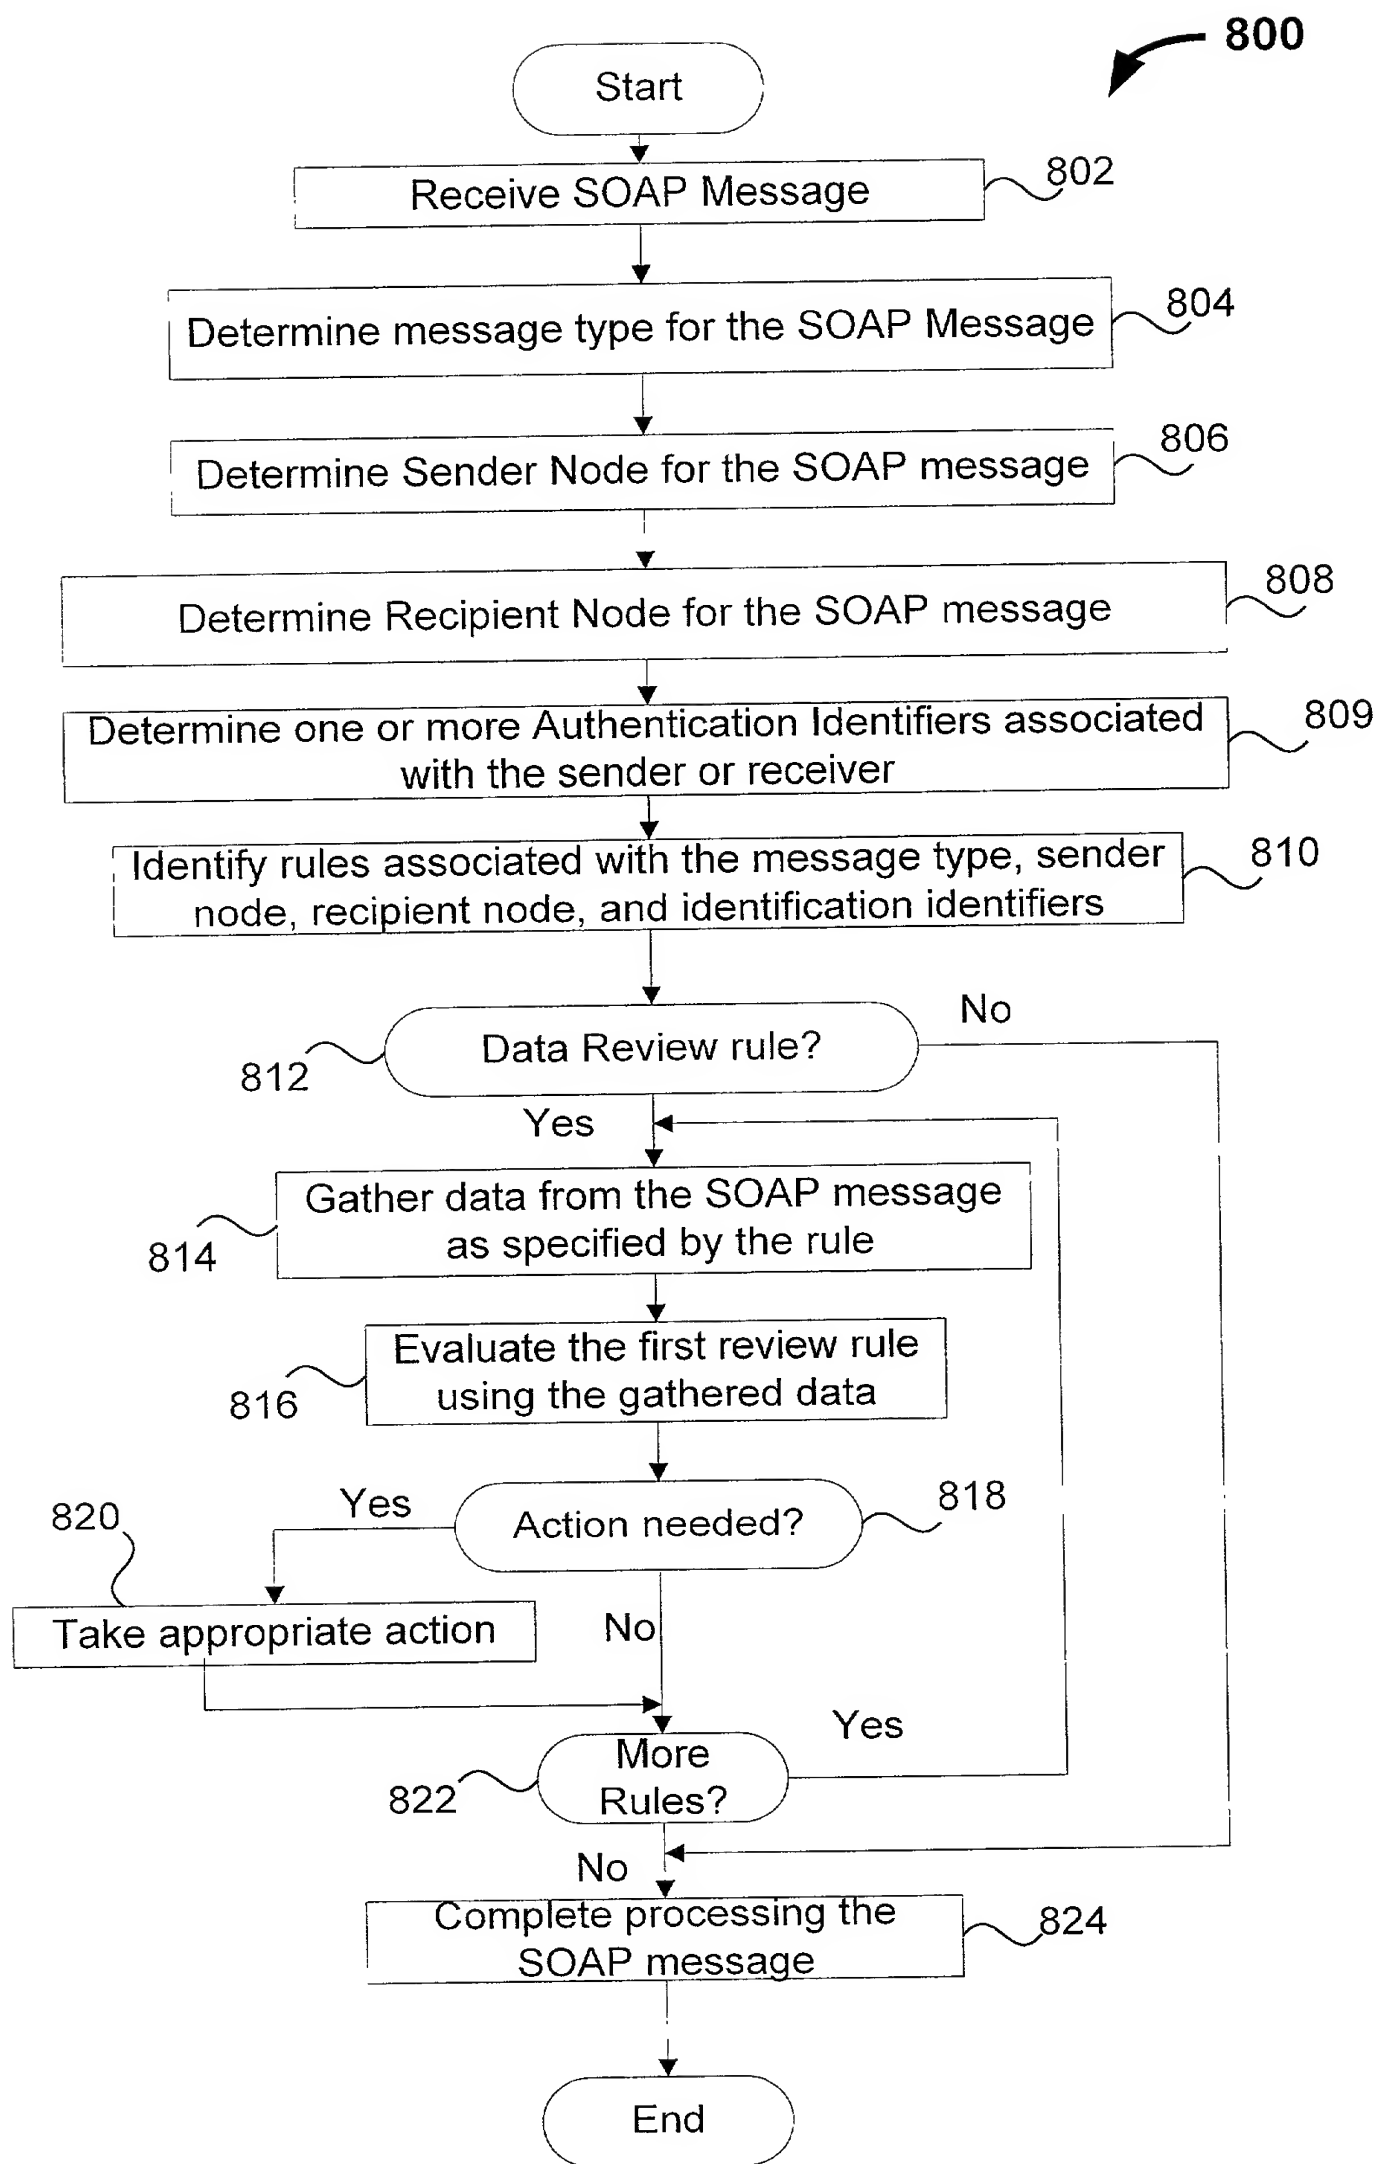 800
Start
Receive SOAP Message
802
Determine message type for the SOAP Message
804
Determine Sender Node for the SOAP message
806
Determine Recipient Node for the SOAP message
808
Determine one or more Authentication Identifiers associated
with the sender or receiver
809
Identify rules associated with the message type, sender
node, recipient node, and identification identifiers
810
Data Review rule?
812
No
Yes
Gather data from the SOAP message
as specified by the rule
814
Evaluate the first review rule
using the gathered data
816
Action needed?
818
Yes
820
Take appropriate action
No
More
Rules?
822
Yes
No
Complete processing the
SOAP message
824
End